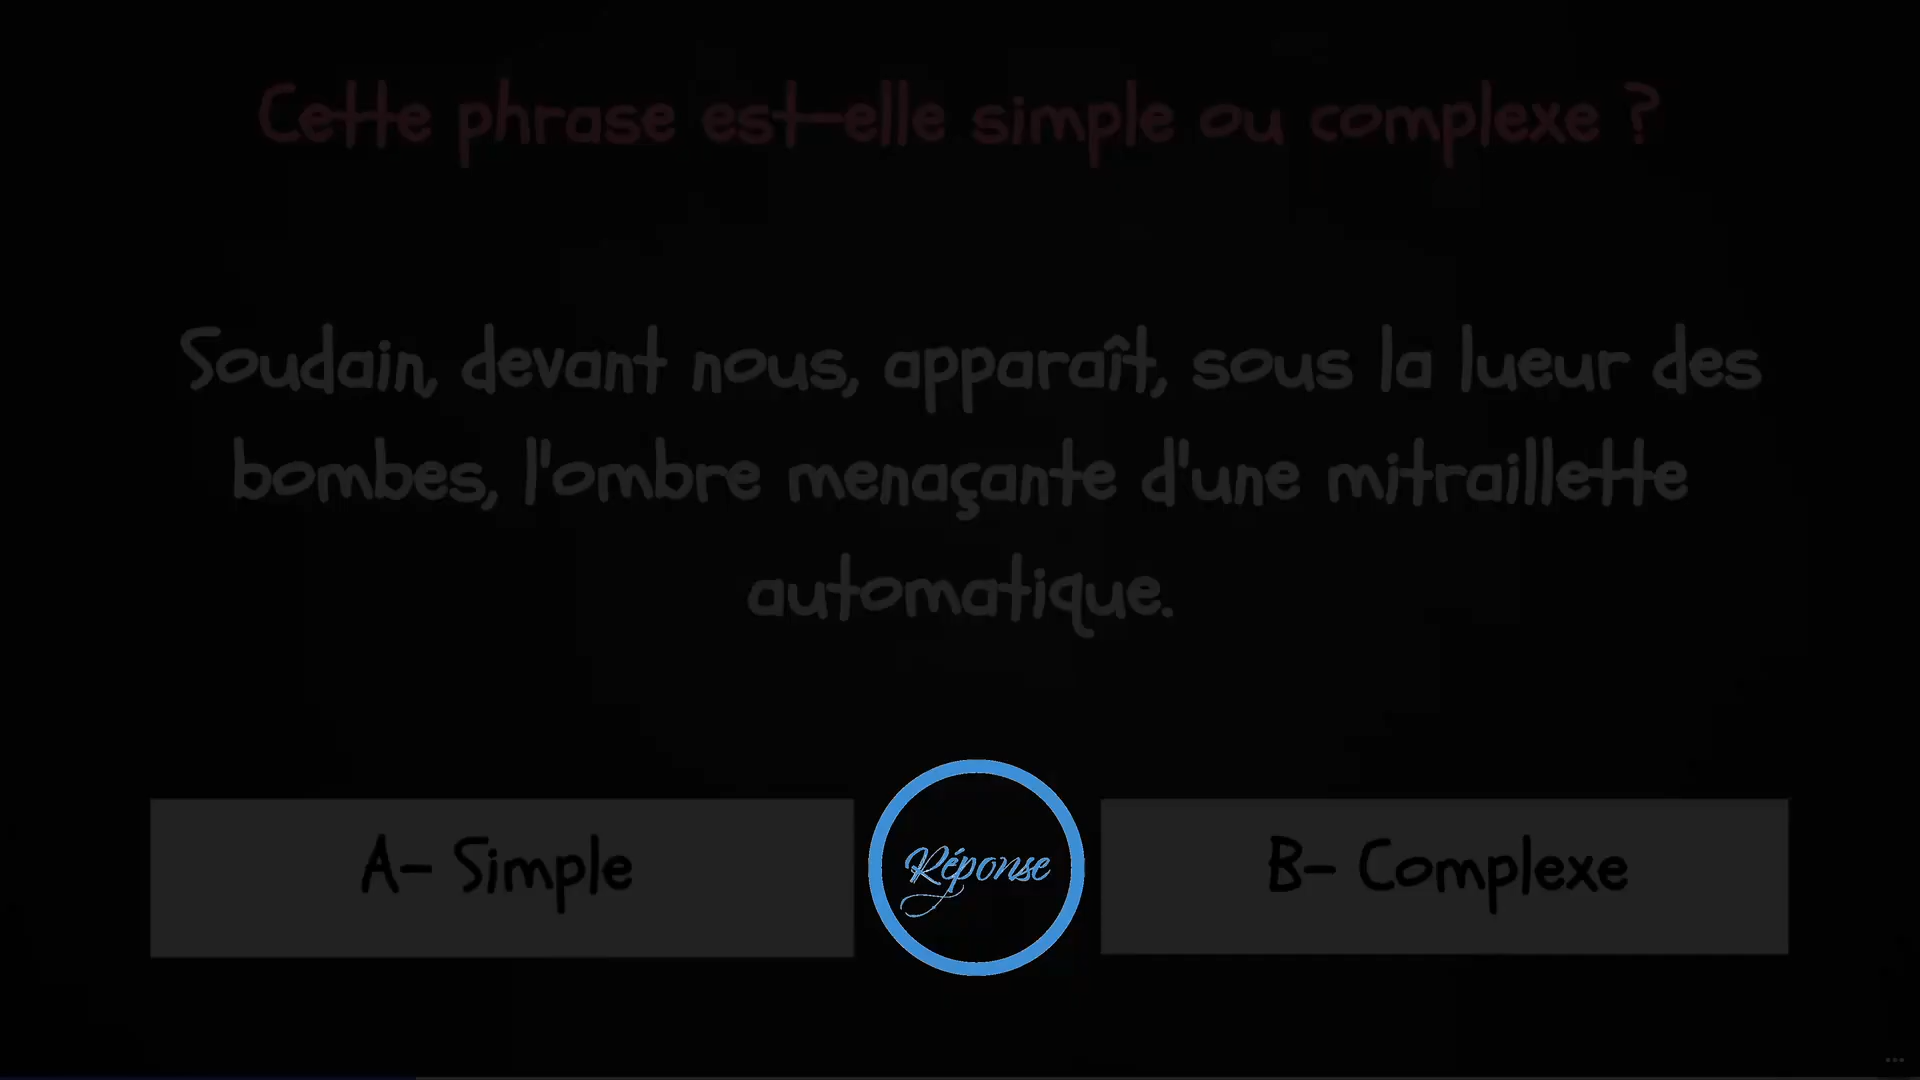 Cette phrase est-elle simple ou complexe ?
Soudain, devant nous, apparaît, sous la lueur des
bombes, l'ombre menaçante d'une mitraillette
automatique.
A- Simple
Réponse
B- Complexe